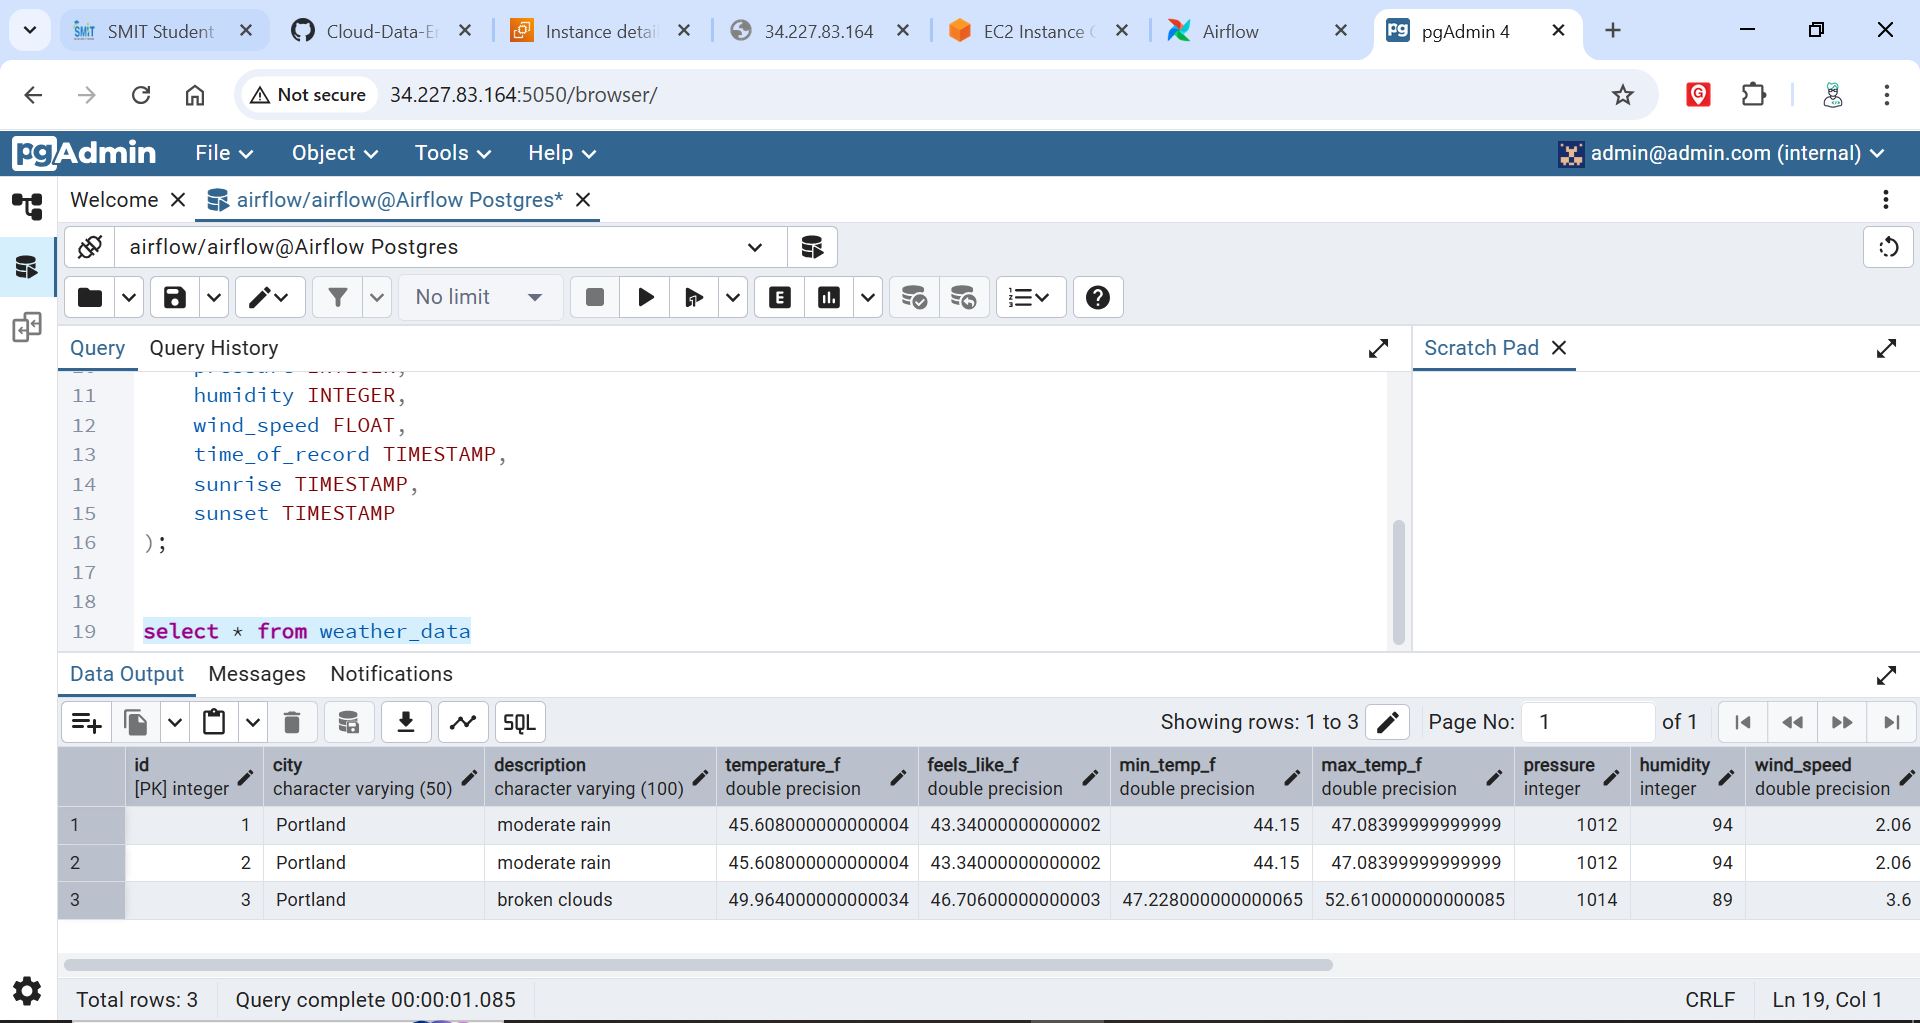 SMIT Student
Cloud-Data-E
Instance detai
34.227.83.164
EC2 Instance C
Airflow
pgAdmin 4
Not secure
34.227.83.164:5050/browser/
pgAdmin
File
Object
Tools
Help
admin@admin.com (internal)
Welcome
airflow/airflow@Airflow Postgres*
airflow/airflow@Airflow Postgres
No limit
E
Query
Query History
Scratch Pad
11 humidity INTEGER,
12 wind_speed FLOAT,
13 time_of_record TIMESTAMP,
14 sunrise TIMESTAMP,
15 sunset TIMESTAMP
16 );
17
18
19 select * from weather_data
Data Output
Messages
Notifications
SQL
Showing rows: 1 to 3
Page No: 1 of 1
id city description temperature_f feels_like_f min_temp_f max_temp_f pressure humidity wind_speed
[PK] integer character varying (50) character varying (100) double precision double precision double precision double precision integer integer double precision
1 1 Portland moderate rain 45.608000000000004 43.34000000000002 44.15 47.08399999999999 1012 94 2.06
2 2 Portland moderate rain 45.608000000000004 43.34000000000002 44.15 47.08399999999999 1012 94 2.06
3 3 Portland broken clouds 49.964000000000034 46.70600000000003 47.228000000000065 52.610000000000085 1014 89 3.6
Total rows: 3
Query complete 00:00:01.085
CRLF
Ln 19, Col 1